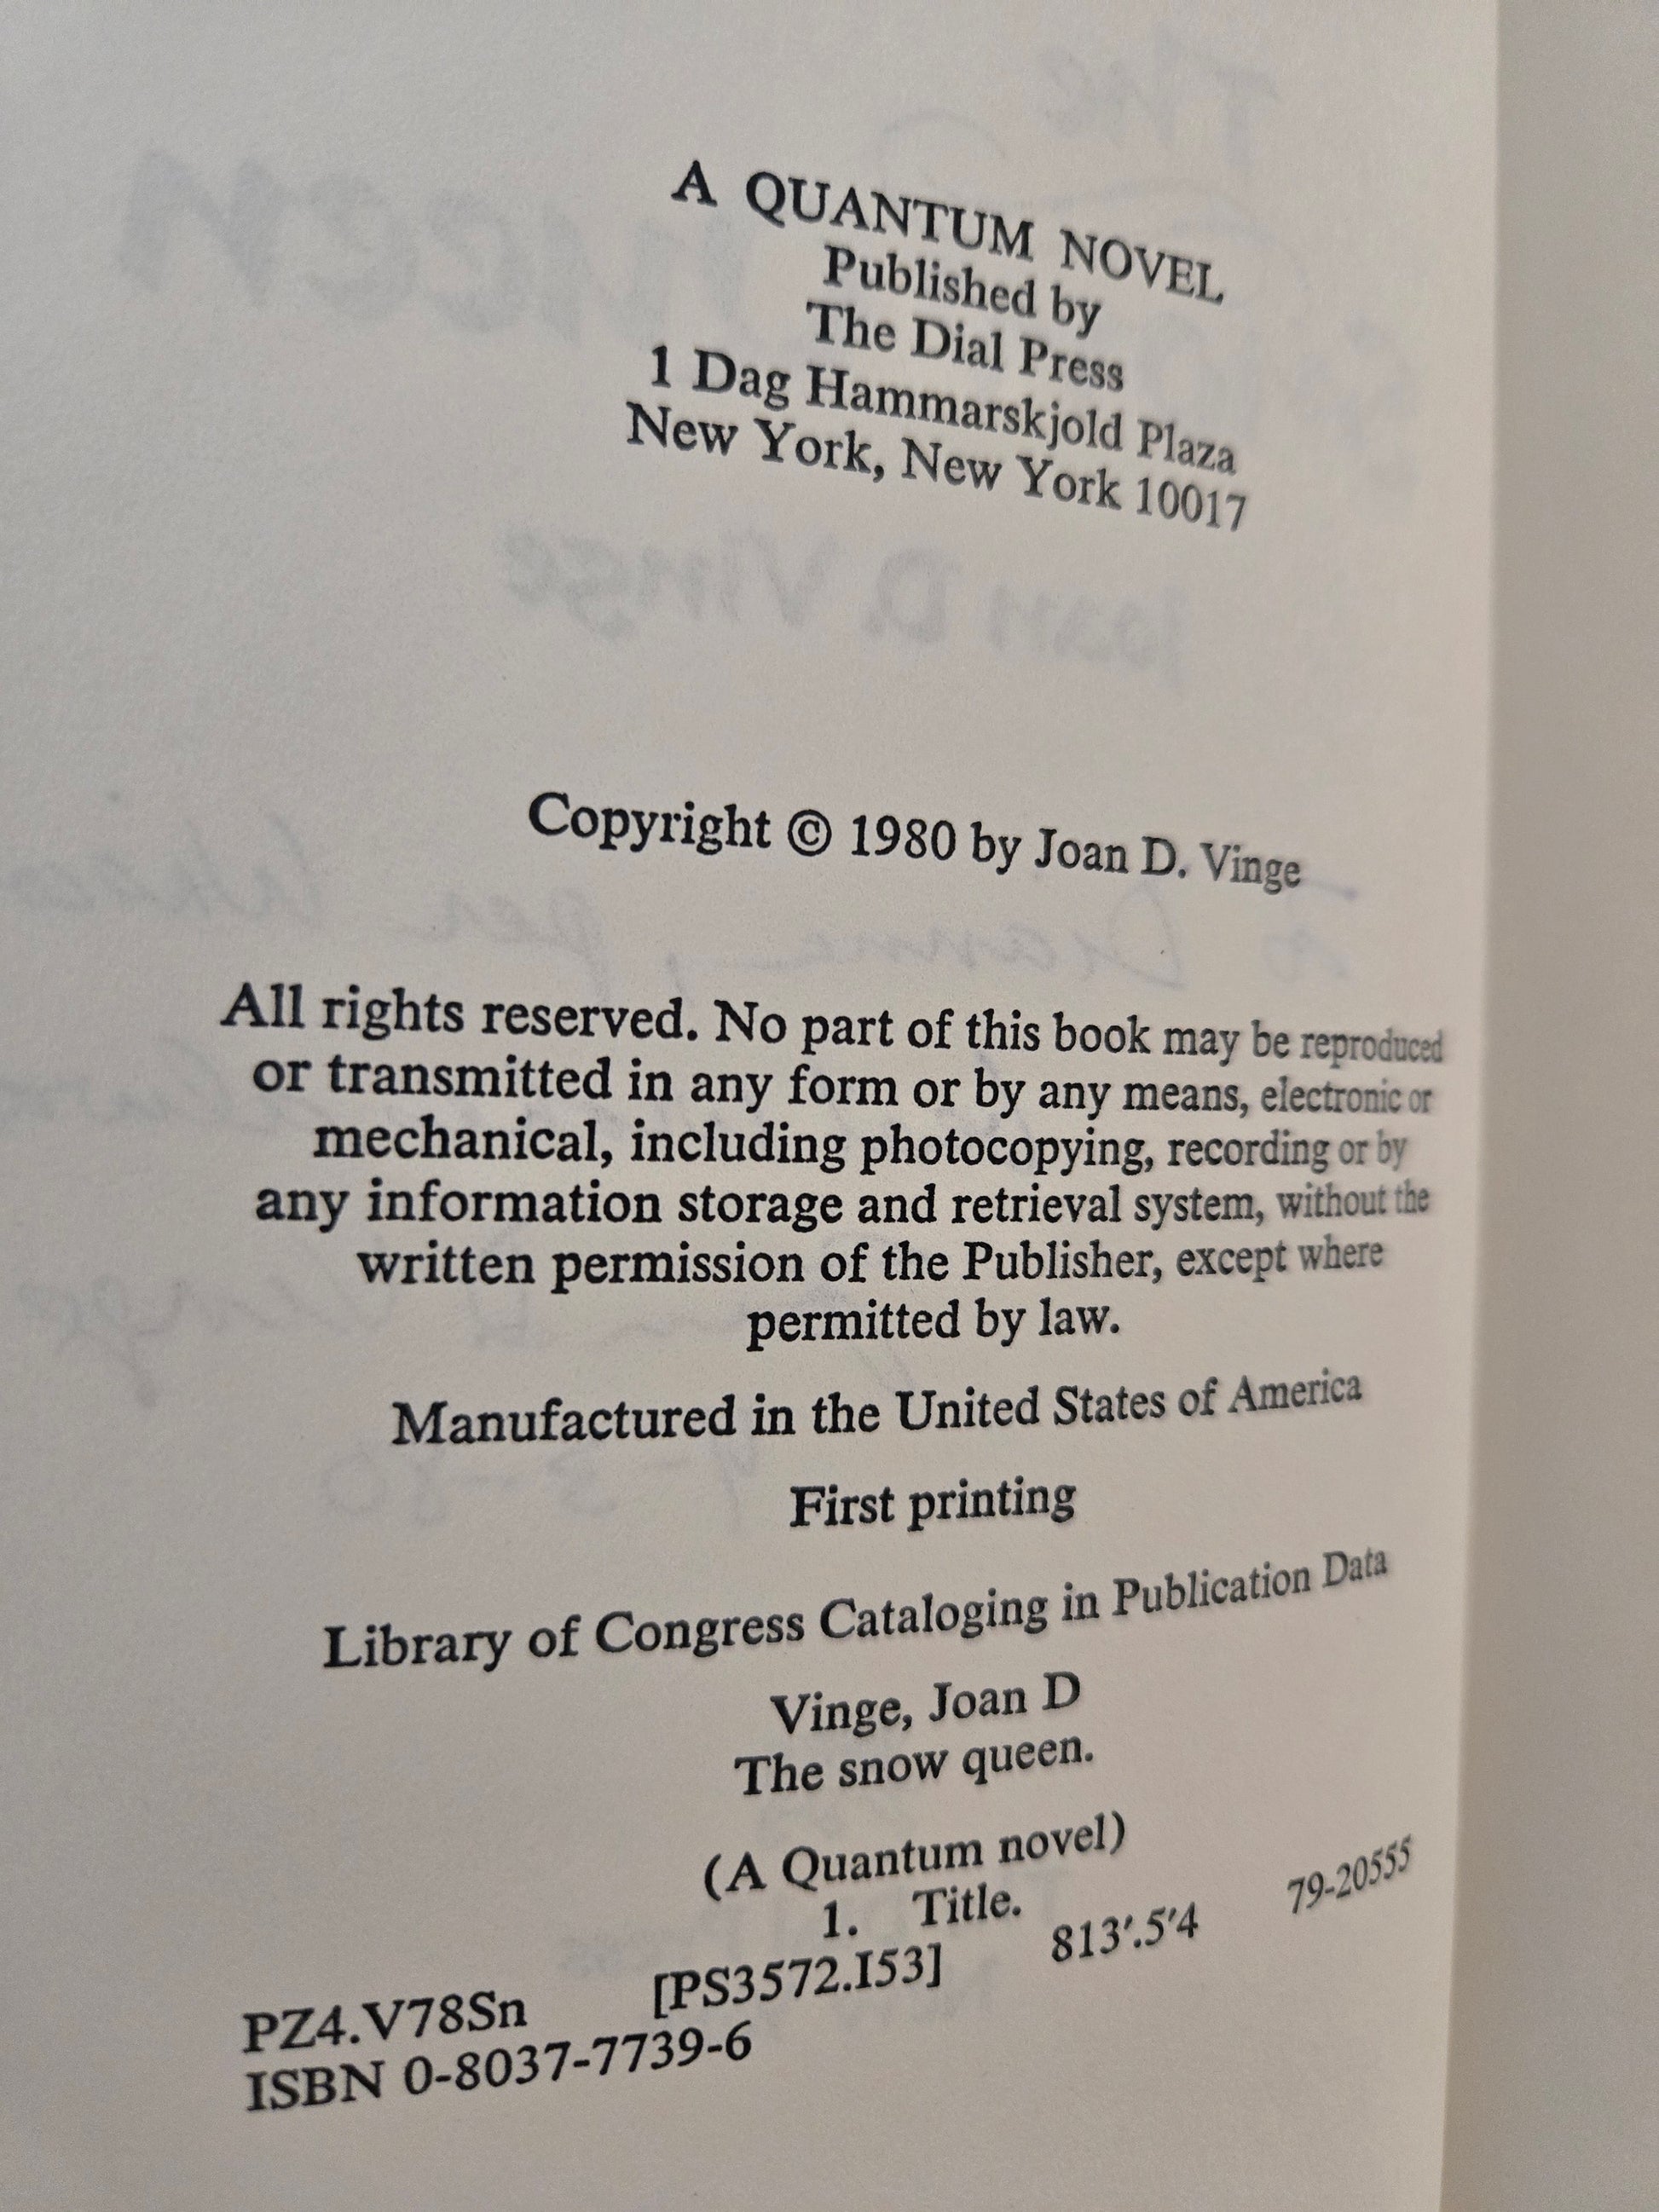 A QUANTUM NOVEL
Published by
The Dial Press
1 Dag Hammarskjold Plaza
New York, New York 10017
Joan D. Vinge
Copyright © 1980 by Joan D. Vinge
All rights reserved. No part of this book may be reproduced
or transmitted in any form or by any means, electronic or
mechanical, including photocopying, recording or by
any information storage and retrieval system, without the
written permission of the Publisher, except where
permitted by law.
Manufactured in the United States of America
First printing
Library of Congress Cataloging in Publication Data
Vinge, Joan D
The snow queen.
(A Quantum novel)
1. Title.
PZ4.V78Sn [PS3572.I53] 813'.5'4 79-20555
ISBN 0-8037-7739-6